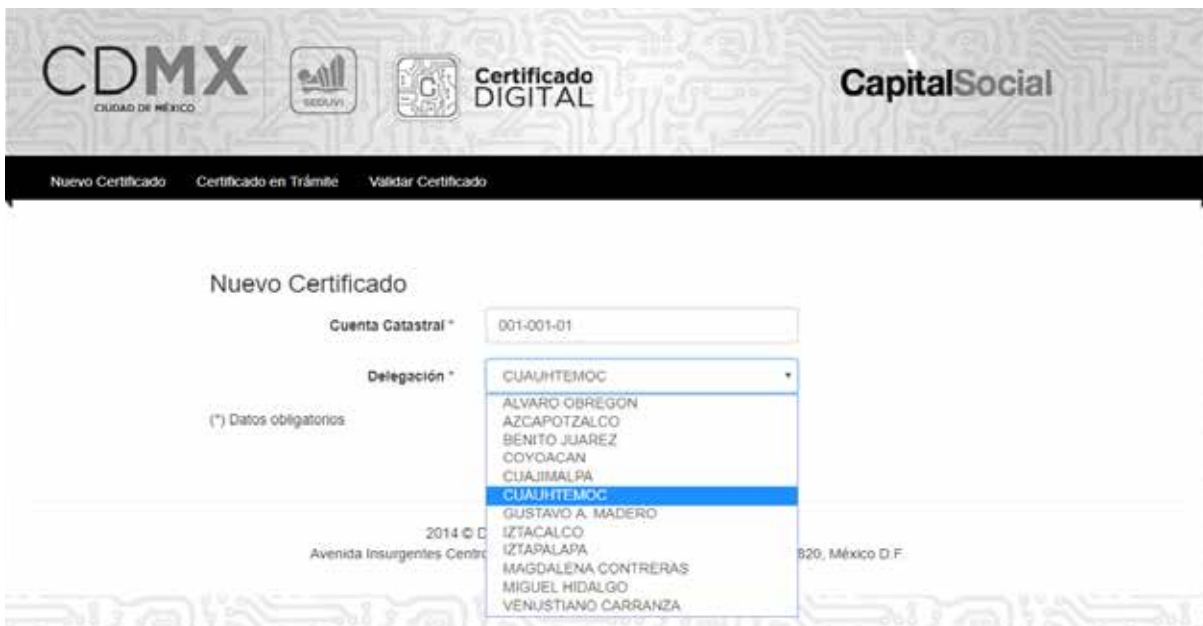 CDMX
CIUDAD DE MÉXICO
SEDUVI
C
Certificado
DIGITAL
CapitalSocial
Nuevo Certificado
Certificado en Trámite
Validar Certificado
Nuevo Certificado
Cuenta Catastral *
001-001-01
Delegación *
CUAUHTEMOC
ALVARO OBREGON
AZCAPOTZALCO
BENITO JUAREZ
COYOACAN
CUAJIMALPA
CUAUHTEMOC
GUSTAVO A. MADERO
IZTACALCO
IZTAPALAPA
MAGDALENA CONTRERAS
MIGUEL HIDALGO
VENUSTIANO CARRANZA
(*) Datos obligatorios
2014 © D
Avenida Insurgentes Centro 820, México D.F.